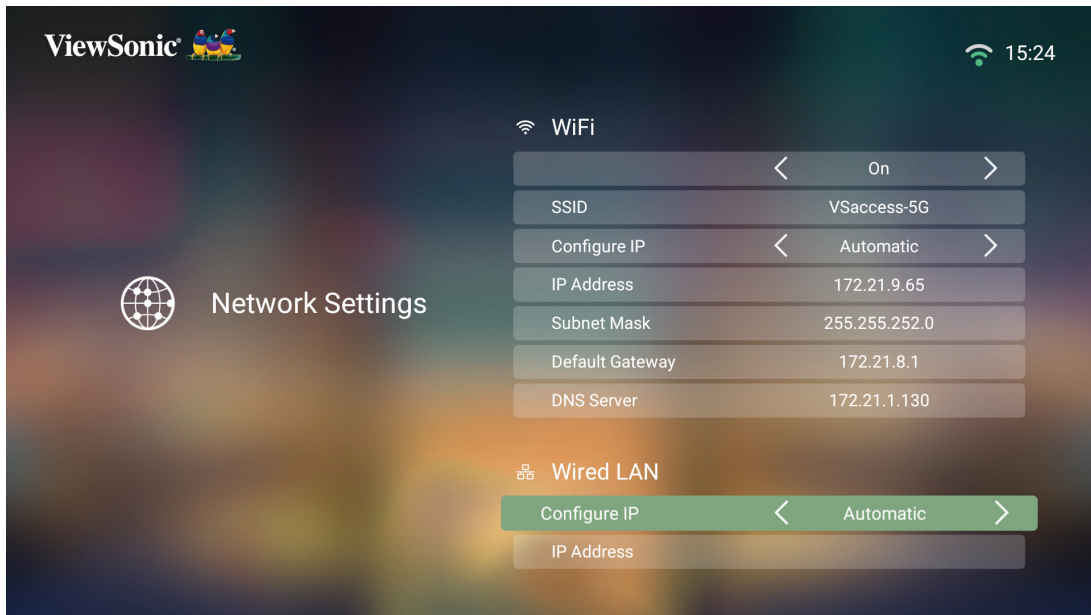 ViewSonic®
15:24
WiFi
On
SSID VSaccess-5G
Configure IP Automatic
IP Address 172.21.9.65
Network Settings
Subnet Mask 255.255.252.0
Default Gateway 172.21.8.1
DNS Server 172.21.1.130
Wired LAN
Configure IP Automatic
IP Address